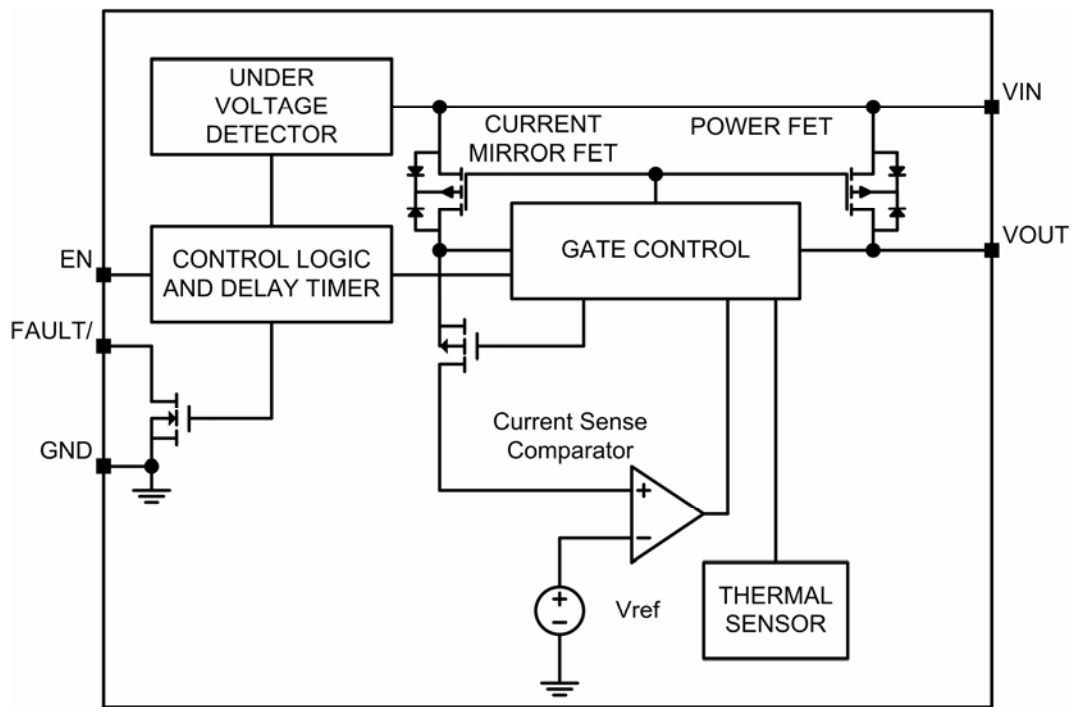 UNDER
VOLTAGE
DETECTOR
VIN
CURRENT
MIRROR FET
POWER FET
EN
CONTROL LOGIC
AND DELAY TIMER
GATE CONTROL
VOUT
FAULT/
GND
Current Sense
Comparator
+
−
+
−
Vref
THERMAL
SENSOR